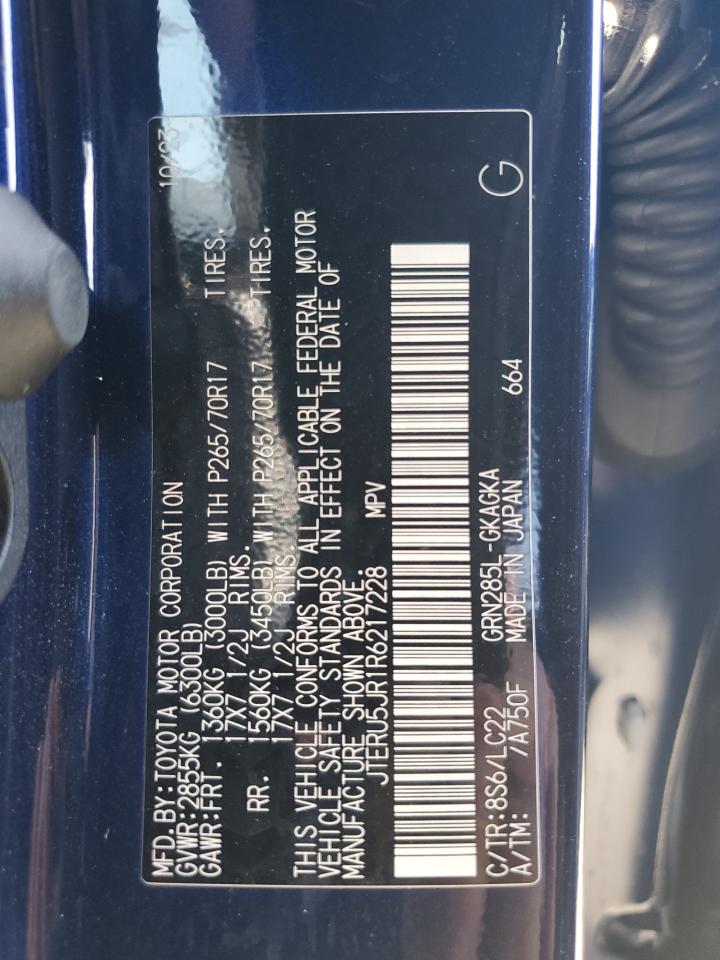 MFD.BY:TOYOTA MOTOR CORPORATION 10/23
GVWR:2855KG (6300LB)
GAWR:FRT. 1360KG (3000LB) WITH P265/70R17 TIRES,
17X7 1/2J RIMS.
RR. 1560KG (3450LB) WITH P265/70R17 TIRES,
17X7 1/2J RIMS.
THIS VEHICLE CONFORMS TO ALL APPLICABLE FEDERAL MOTOR
VEHICLE SAFETY STANDARDS IN EFFECT ON THE DATE OF
MANUFACTURE SHOWN ABOVE.
JTERU5JR1R6217228 MPV
C/TR:8S6/LC22 GRN285L-GKAGKA G
A/TM: /A750F MADE IN JAPAN 664